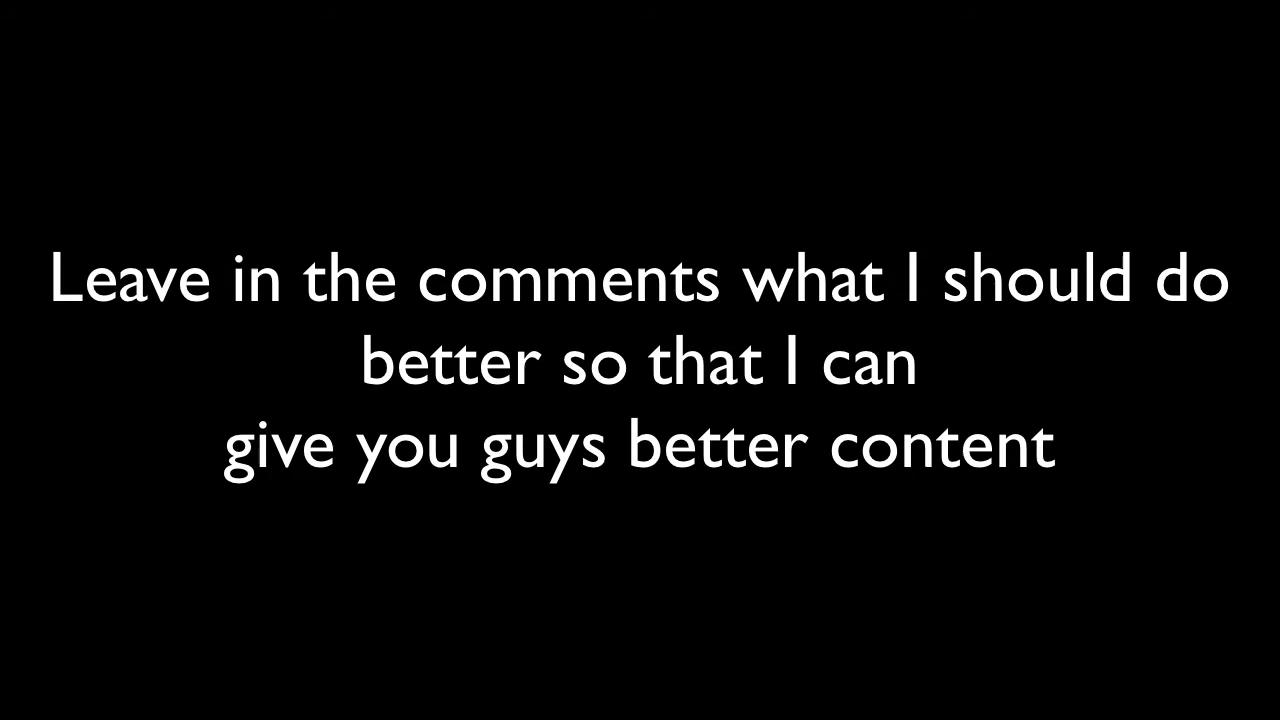 Leave in the comments what I should do
better so that I can
give you guys better content